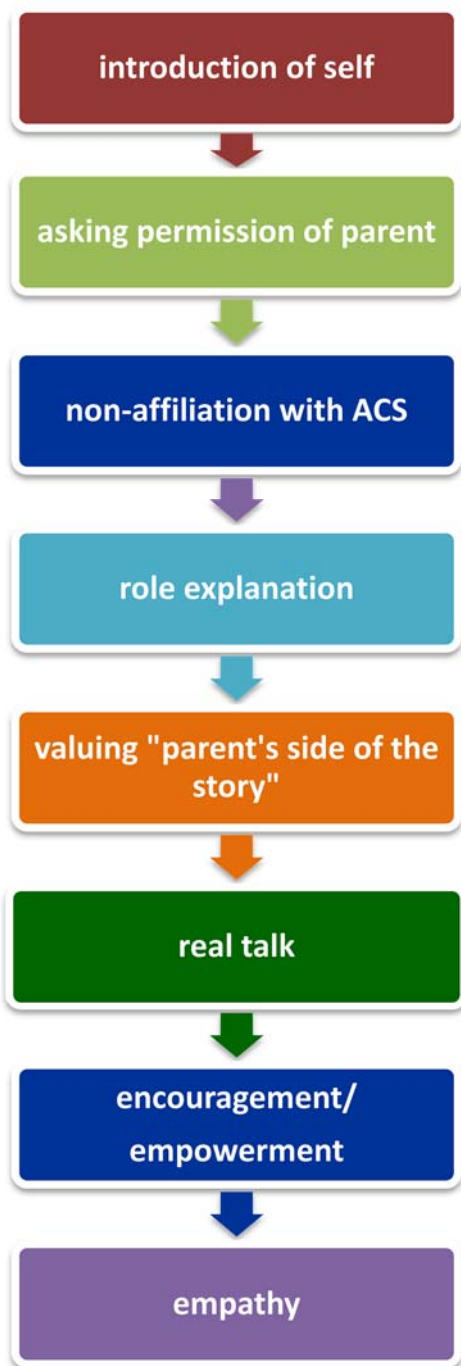 introduction of self
asking permission of parent
non-affiliation with ACS
role explanation
valuing "parent's side of the
story"
real talk
encouragement/
empowerment
empathy